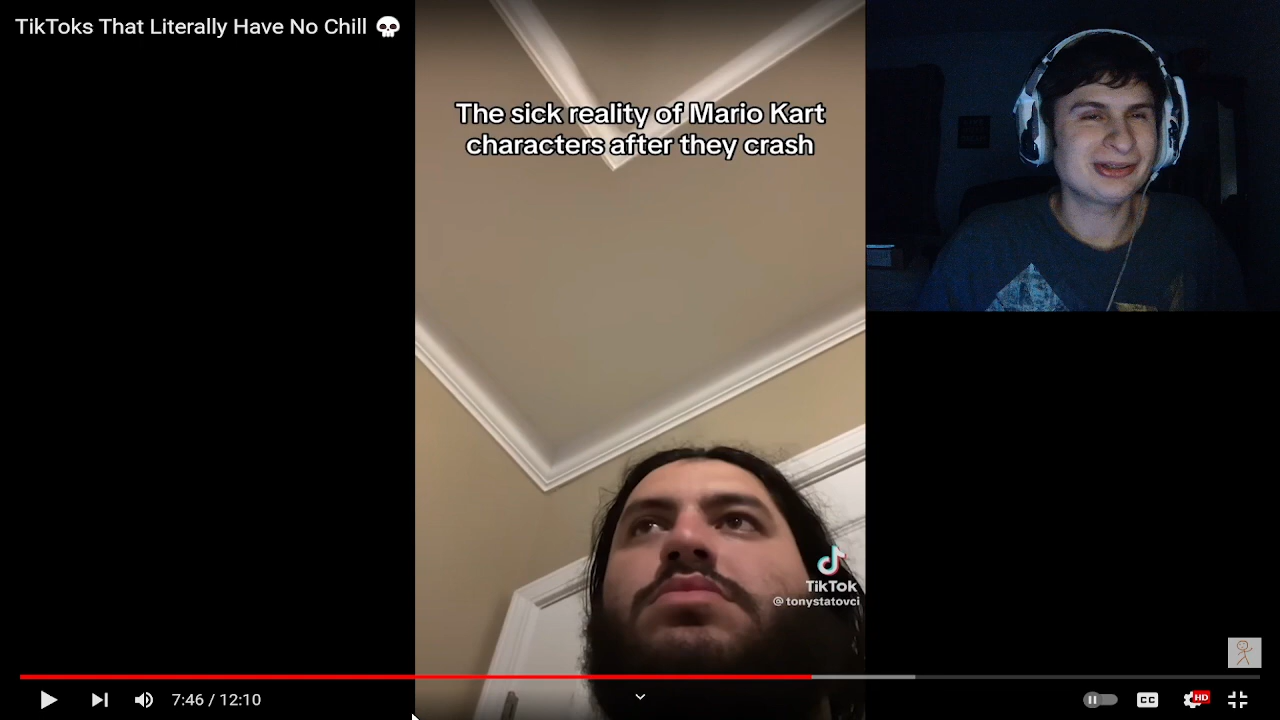 TikToks That Literally Have No Chill 💀
The sick reality of Mario Kart
characters after they crash
TikTok
@tonystatovci
7:46 / 12:10
CC
HD